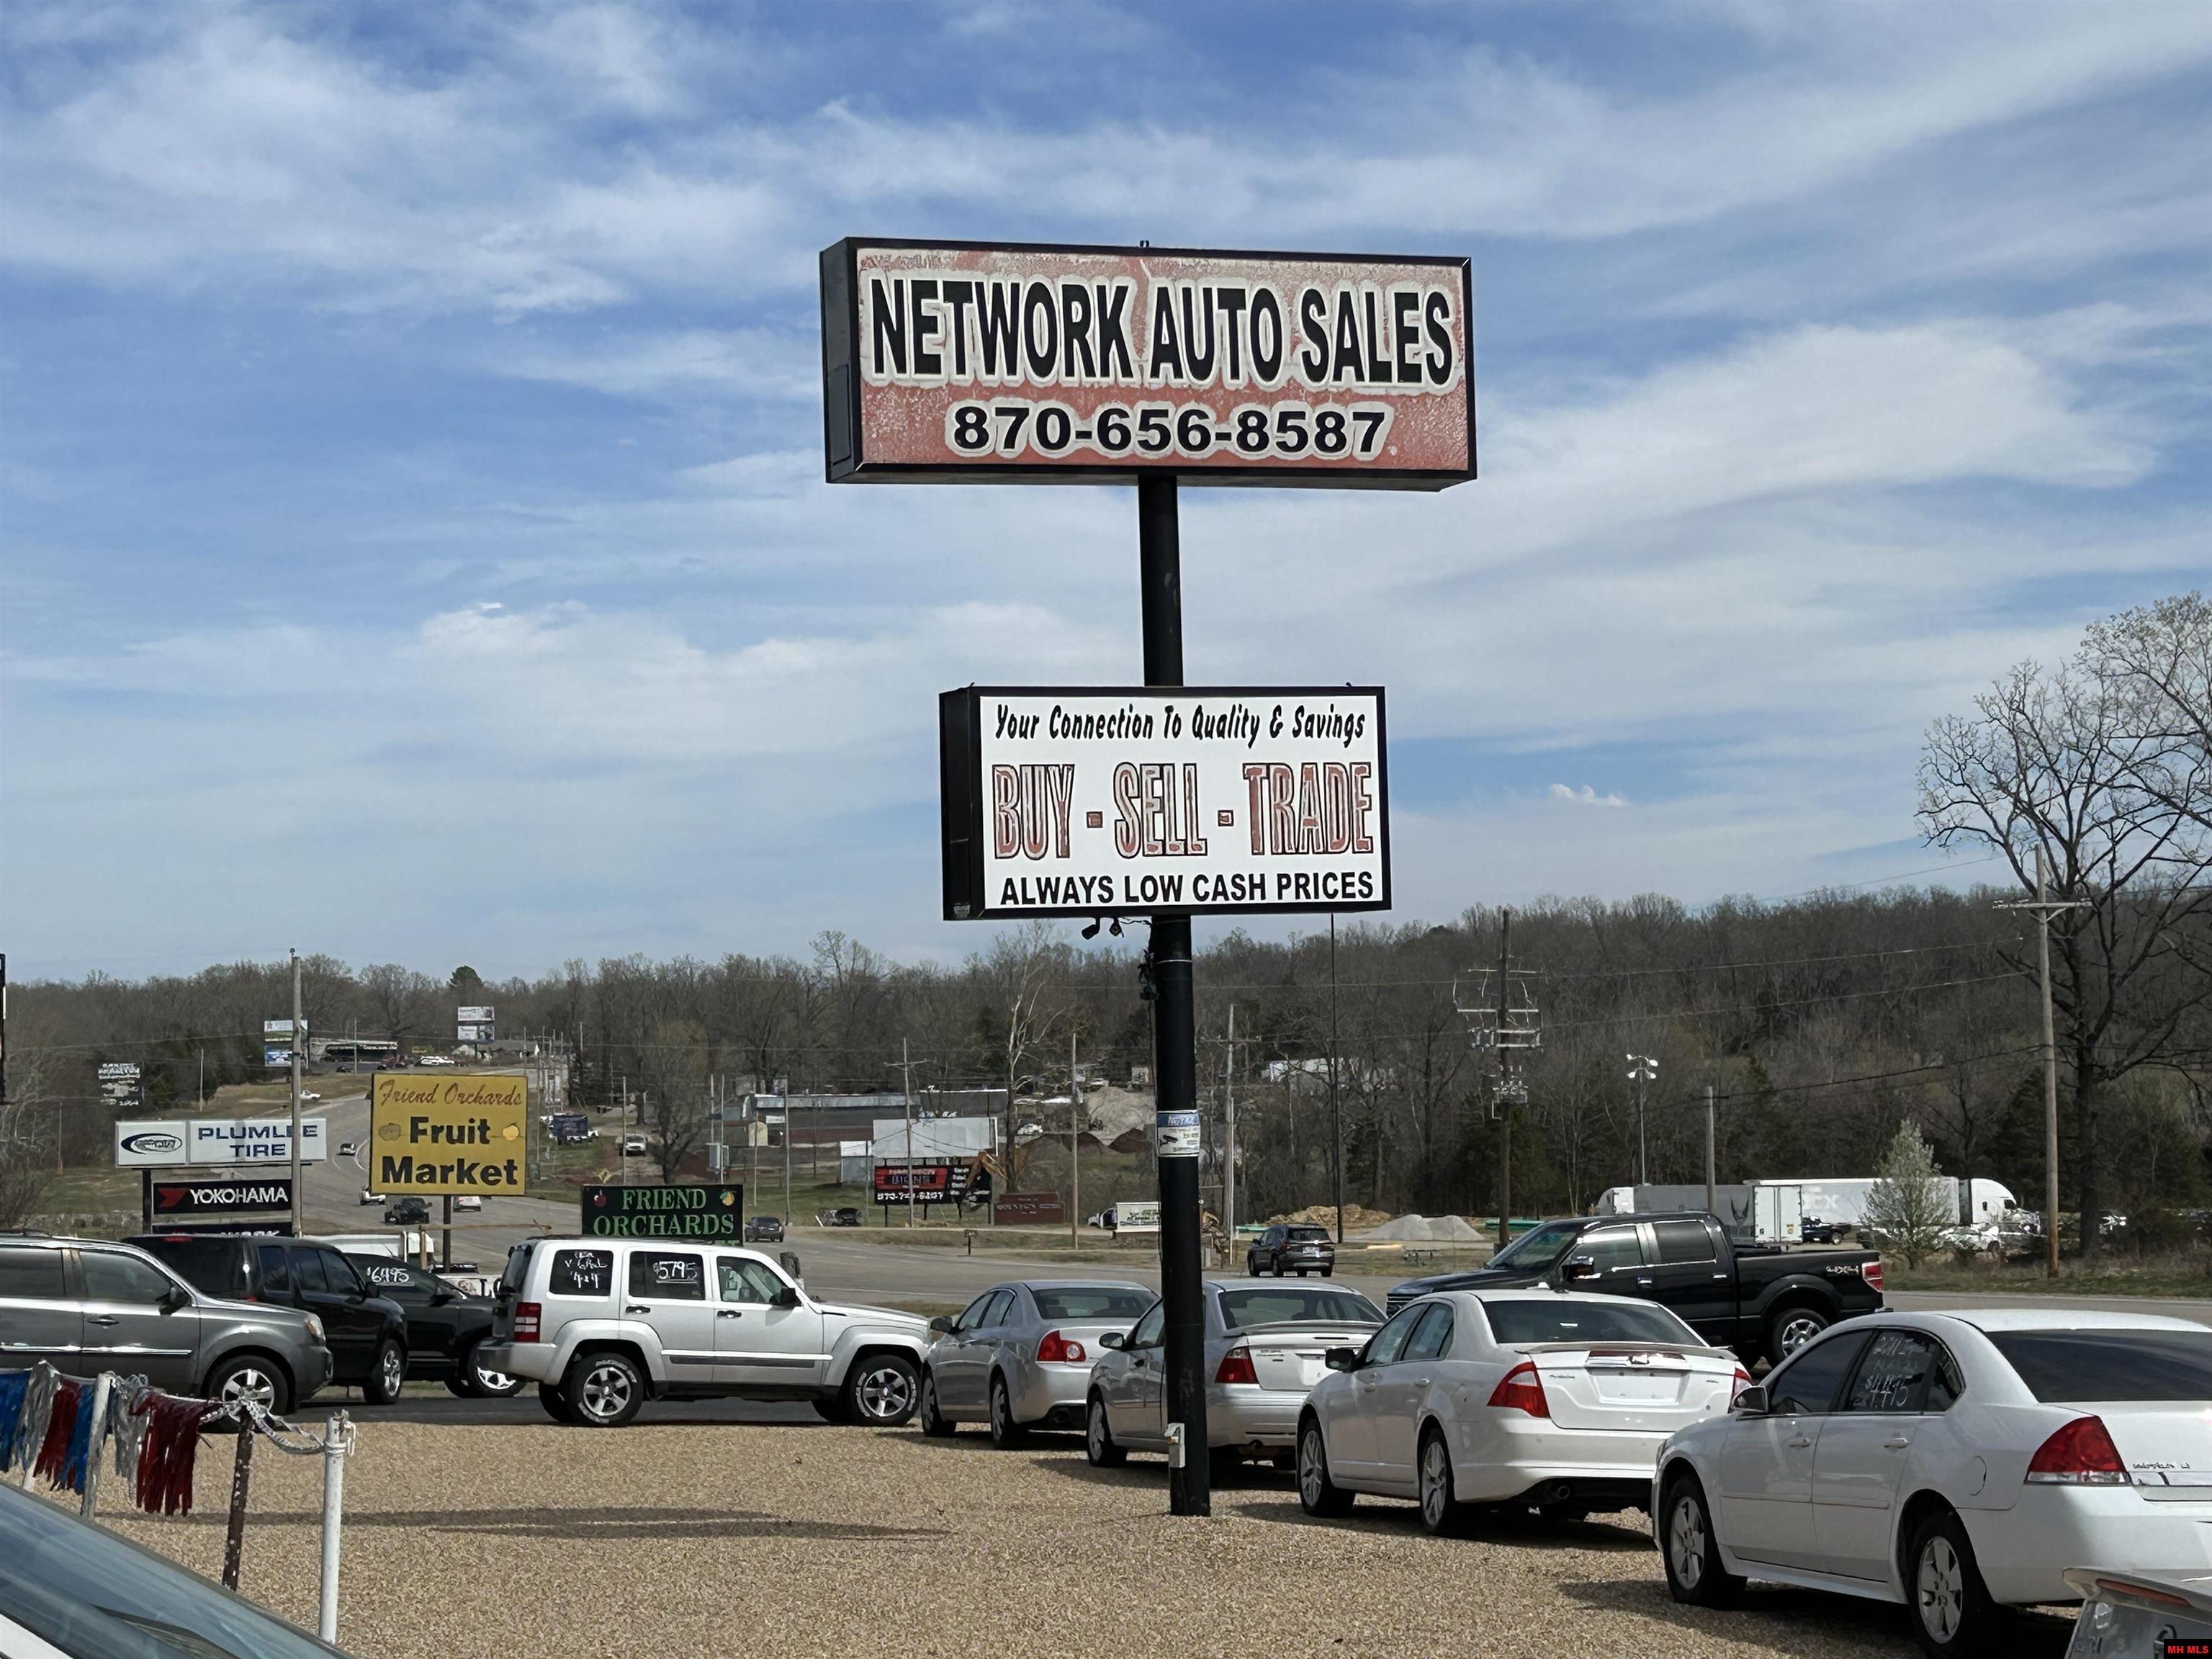 NETWORK AUTO SALES
870-656-8587
Your Connection To Quality & Savings
BUY - SELL - TRADE
ALWAYS LOW CASH PRICES
PLUMLEE
TIRE
YOKOHAMA
Friend Orchards
Fruit
Market
FRIEND
ORCHARDS
$6495
$5795
4x4
$4495
MH MLS